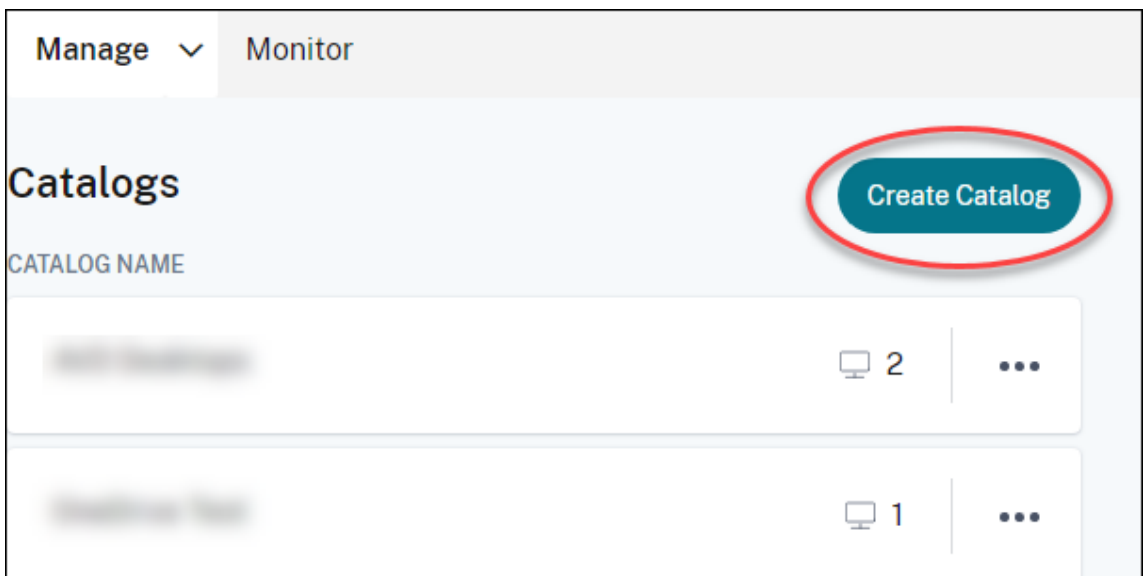 Manage Monitor
Catalogs
Create Catalog
CATALOG NAME
2
1